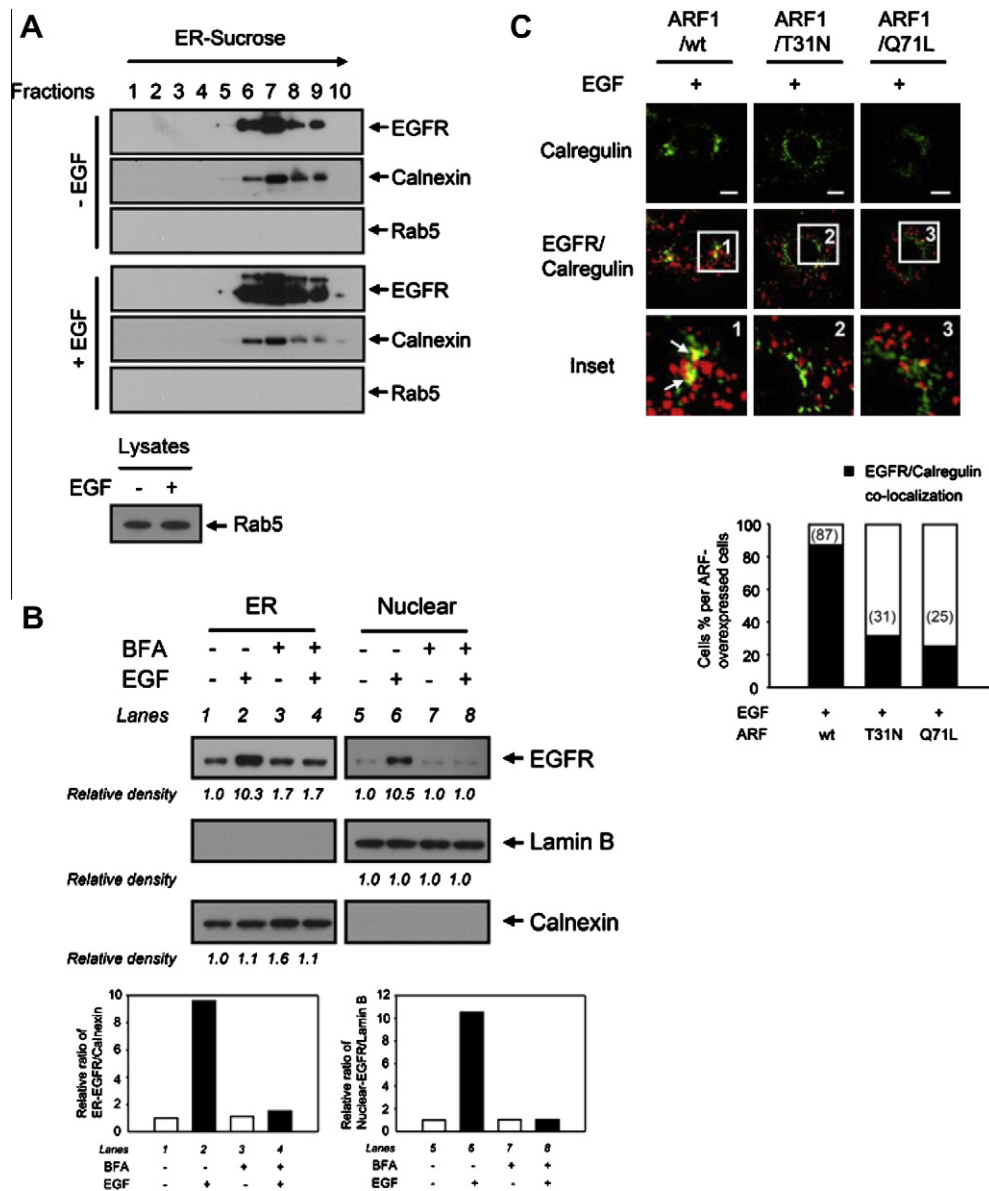 A
ER-Sucrose
Fractions 1 2 3 4 5 6 7 8 9 10
- EGF
EGFR
Calnexin
Rab5
+ EGF
EGFR
Calnexin
Rab5
Lysates
EGF - +
Rab5
B
ER Nuclear
BFA - - + + - - + +
EGF - + - + - + - +
Lanes 1 2 3 4 5 6 7 8
EGFR
Relative density 1.0 10.3 1.7 1.7 1.0 10.5 1.0 1.0
Lamin B
Relative density 1.0 1.0 1.0 1.0
Calnexin
Relative density 1.0 1.1 1.6 1.1
Relative ratio of
ER-EGFR/Calnexin
10
8
6
4
2
0
Lanes 1 2 3 4
BFA - - + +
EGF - + - +
Relative ratio of
Nuclear-EGFR/Lamin B
12
10
8
6
4
2
0
Lanes 5 6 7 8
BFA - - + +
EGF - + - +
C
ARF1 ARF1 ARF1
/wt /T31N /Q71L
EGF + + +
Calregulin
EGFR/
Calregulin
1 2 3
Inset
1 2 3
EGFR/Calregulin
co-localization
Cells % per ARF-
overexpressed cells
100
80
60
40
20
0
(87)
(31)
(25)
EGF + + +
ARF wt T31N Q71L